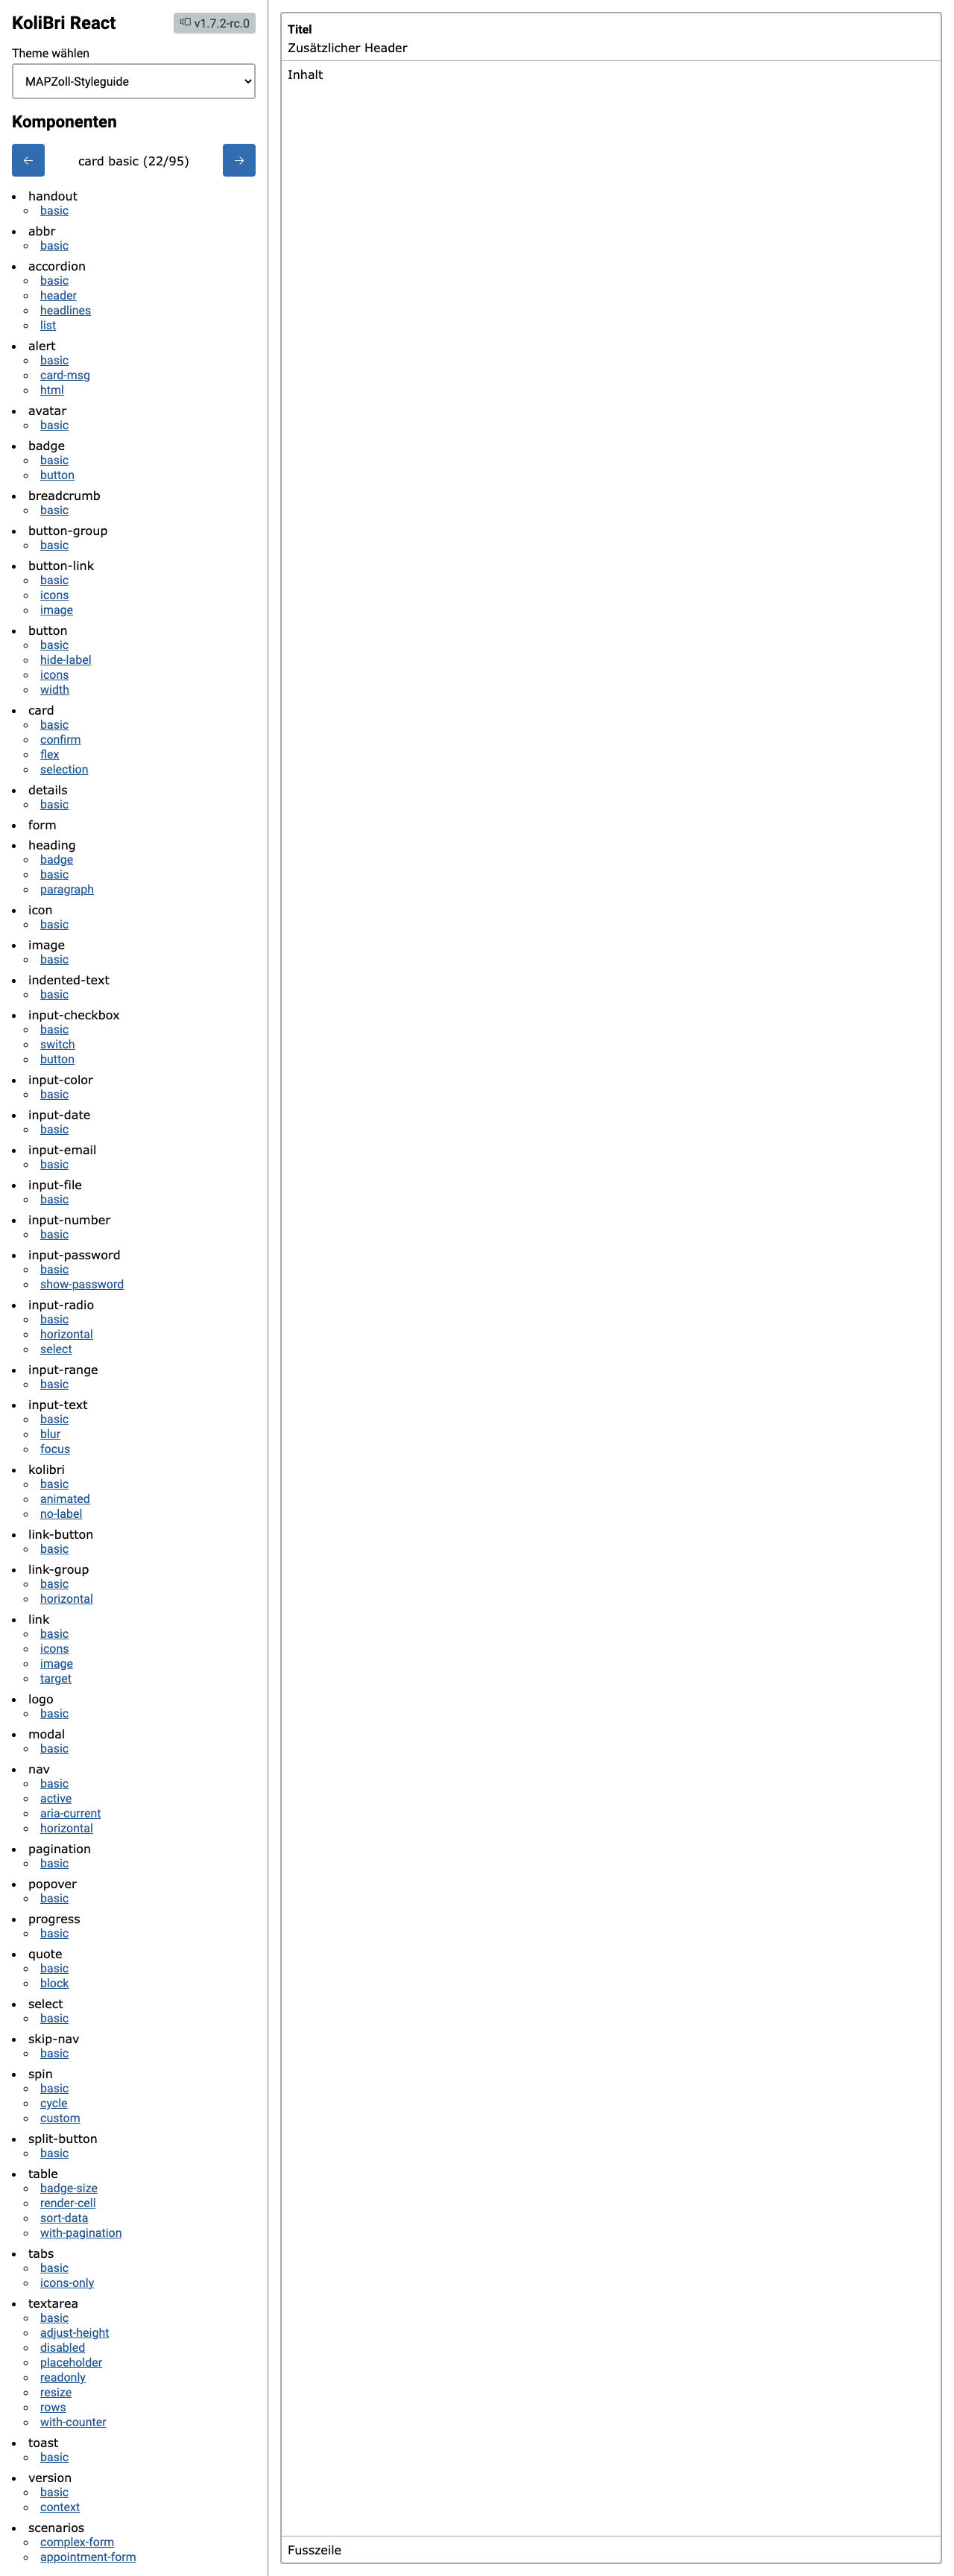 KoliBri React
v1.7.2-rc.0
Theme wählen
MAPZoll-Styleguide
Komponenten
← card basic (22/95) →
handout
basic
abbr
basic
accordion
basic
header
headlines
list
alert
basic
card-msg
html
avatar
basic
badge
basic
button
breadcrumb
basic
button-group
basic
button-link
basic
icons
image
button
basic
hide-label
icons
width
card
basic
confirm
flex
selection
details
basic
form
heading
badge
basic
paragraph
icon
basic
image
basic
indented-text
basic
input-checkbox
basic
switch
button
input-color
basic
input-date
basic
input-email
basic
input-file
basic
input-number
basic
input-password
basic
show-password
input-radio
basic
horizontal
select
input-range
basic
input-text
basic
blur
focus
kolibri
basic
animated
no-label
link-button
basic
link-group
basic
horizontal
link
basic
icons
image
target
logo
basic
modal
basic
nav
basic
active
aria-current
horizontal
pagination
basic
popover
basic
progress
basic
quote
basic
block
select
basic
skip-nav
basic
spin
basic
cycle
custom
split-button
basic
table
badge-size
render-cell
sort-data
with-pagination
tabs
basic
icons-only
textarea
basic
adjust-height
disabled
placeholder
readonly
resize
rows
with-counter
toast
basic
version
basic
context
scenarios
complex-form
appointment-form
Titel
Zusätzlicher Header
Inhalt
Fusszeile